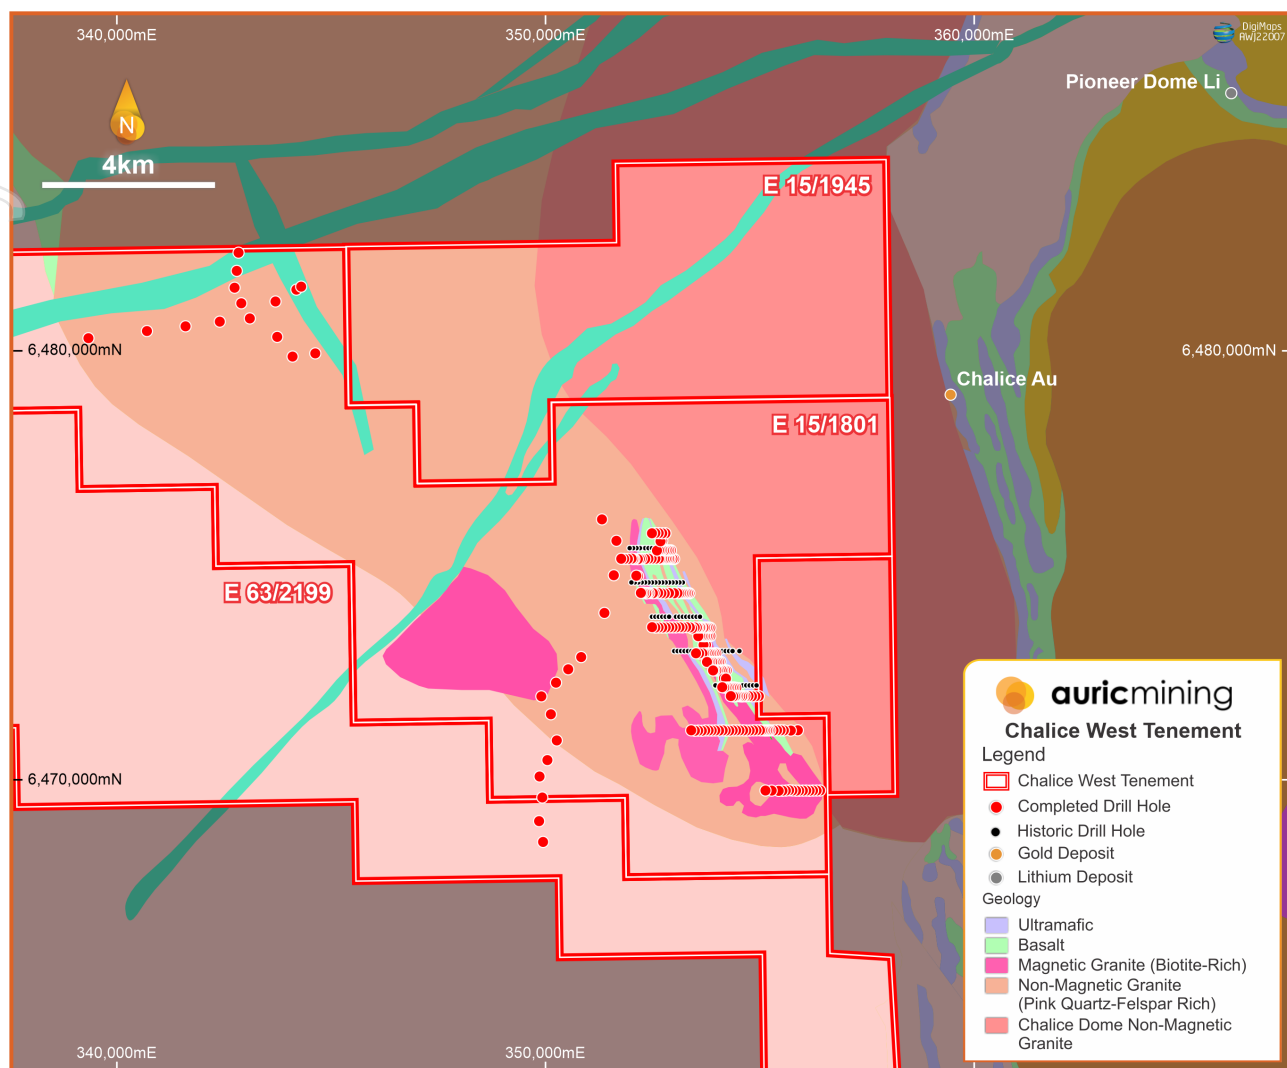 340,000mE
350,000mE
360,000mE
DigiMaps
AWJ22007
Pioneer Dome Li
N
4km
E 15/1945
6,480,000mN
6,480,000mN
Chalice Au
E 15/1801
E 63/2199
6,470,000mN
auricmining
Chalice West Tenement
Legend
Chalice West Tenement
Completed Drill Hole
Historic Drill Hole
Gold Deposit
Lithium Deposit
Geology
Ultramafic
Basalt
Magnetic Granite (Biotite-Rich)
Non-Magnetic Granite
(Pink Quartz-Felspar Rich)
Chalice Dome Non-Magnetic
Granite
340,000mE
350,000mE